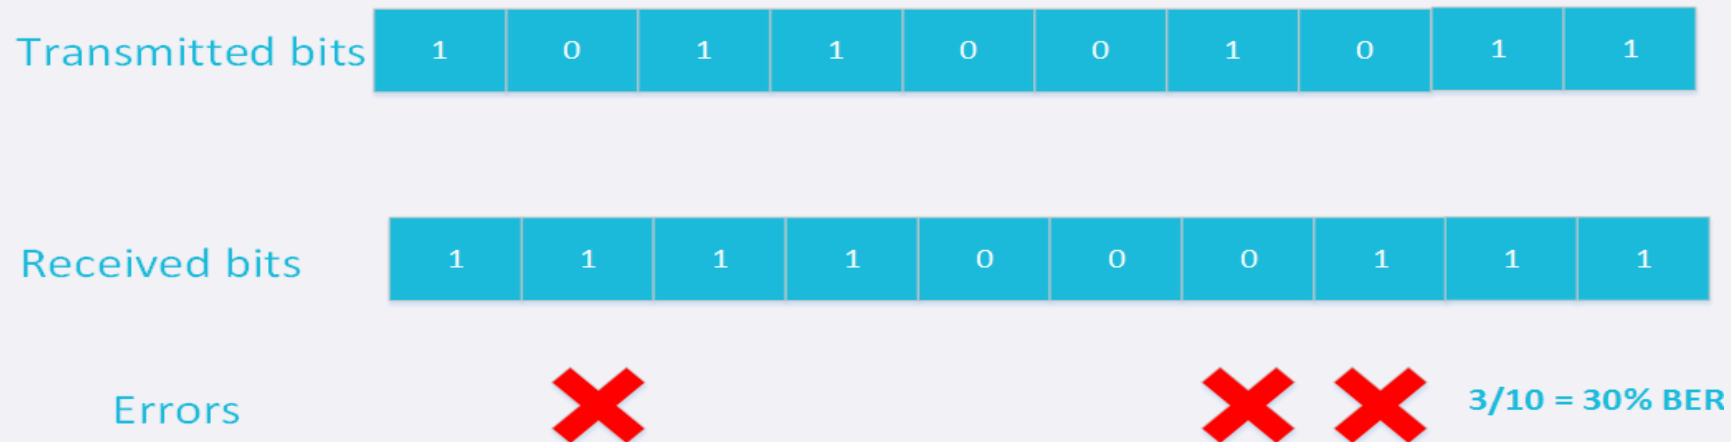 Transmitted bits 1 0 1 1 0 0 1 0 1 1
Received bits 1 1 1 1 0 0 0 1 1 1
Errors 3/10 = 30% BER